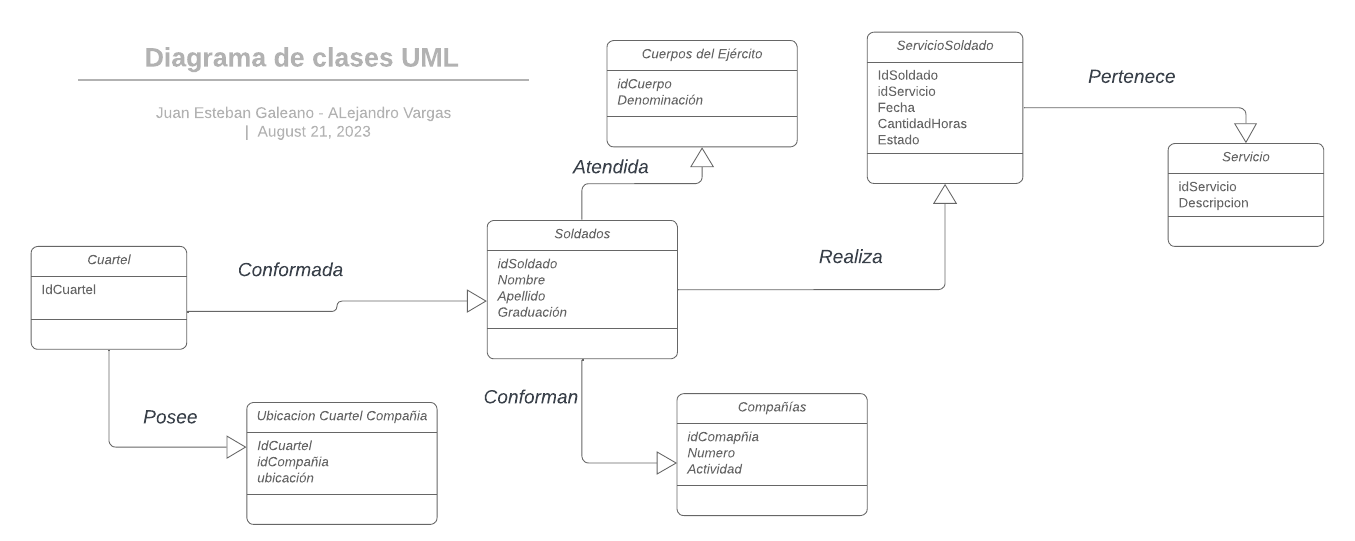 Diagrama de clases UML
Juan Esteban Galeano - ALejandro Vargas
| August 21, 2023
Cuerpos del Ejército
idCuerpo
Denominación
ServicioSoldado
IdSoldado
idServicio
Fecha
CantidadHoras
Estado
Pertenece
Servicio
idServicio
Descripcion
Atendida
Soldados
idSoldado
Nombre
Apellido
Graduación
Realiza
Cuartel
IdCuartel
Conformada
Posee
Ubicacion Cuartel Compañia
IdCuartel
idCompañia
ubicación
Conforman
Compañías
idComapñia
Numero
Actividad